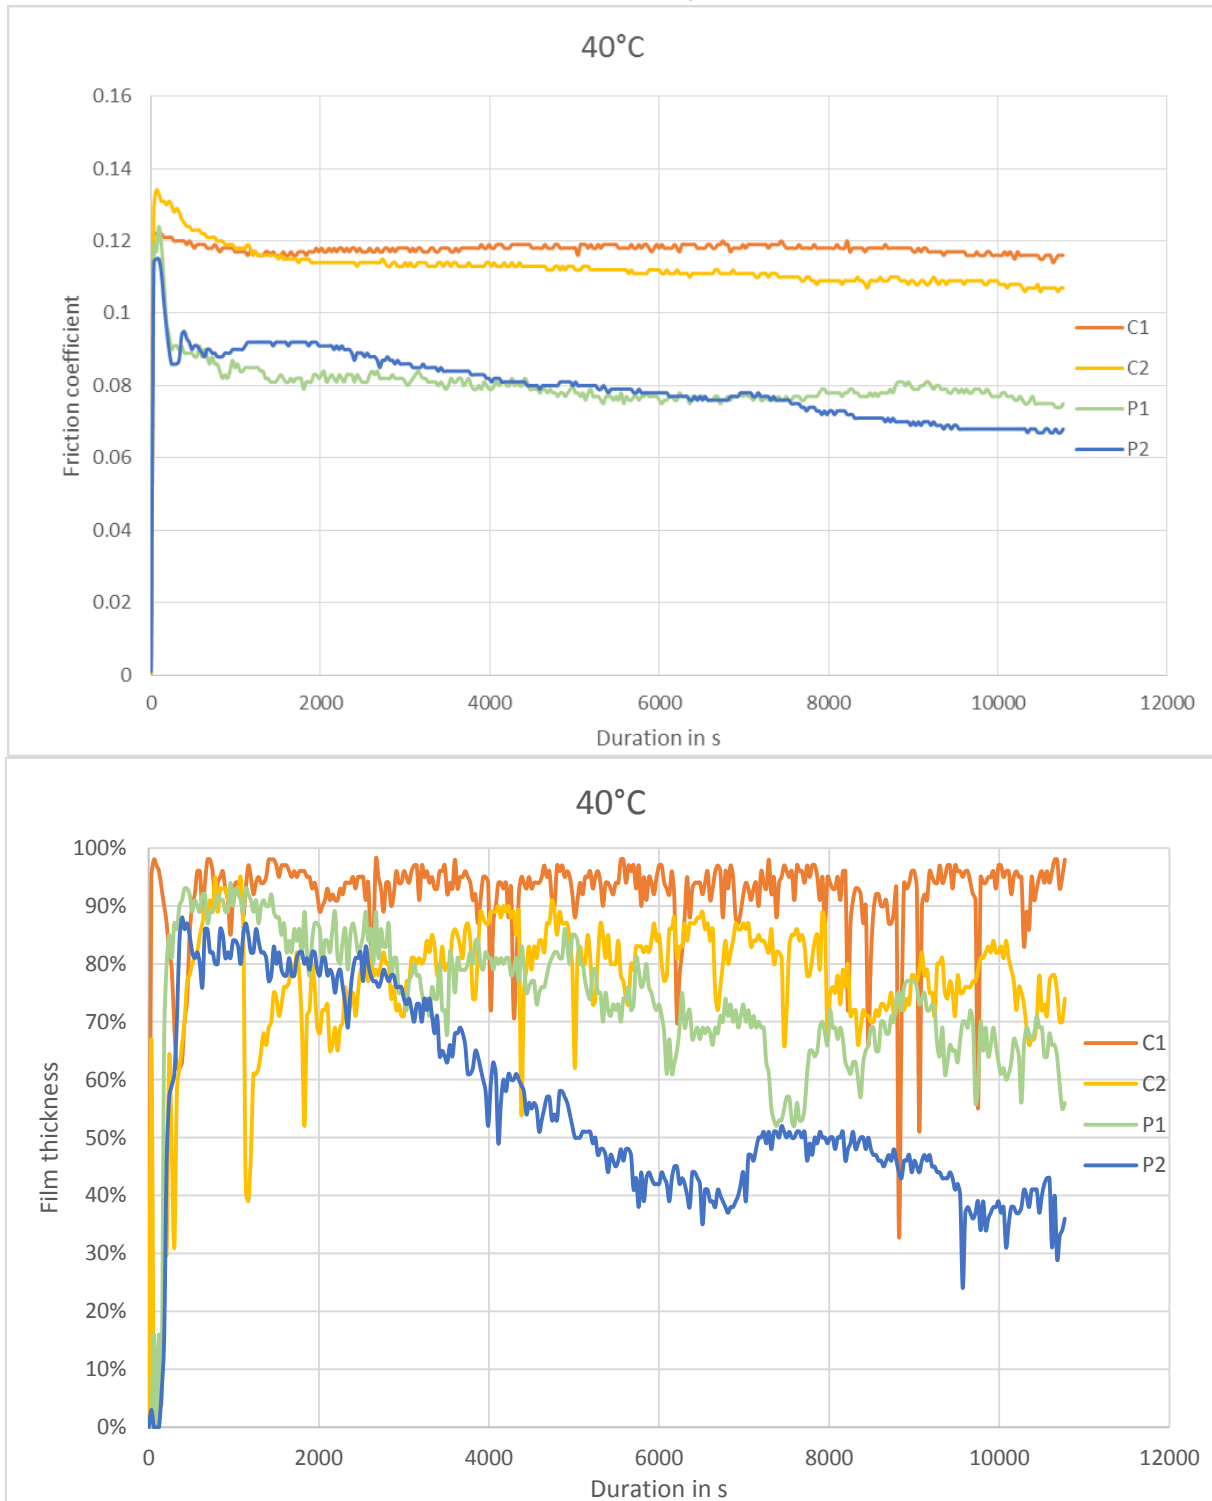 40°C
0.16
0.14
0.12
0.1
0.08
0.06
0.04
0.02
0
Friction coefficient
0 2000 4000 6000 8000 10000 12000
Duration in s
C1
C2
P1
P2
40°C
100%
90%
80%
70%
60%
50%
40%
30%
20%
10%
0%
Film thickness
0 2000 4000 6000 8000 10000 12000
Duration in s
C1
C2
P1
P2